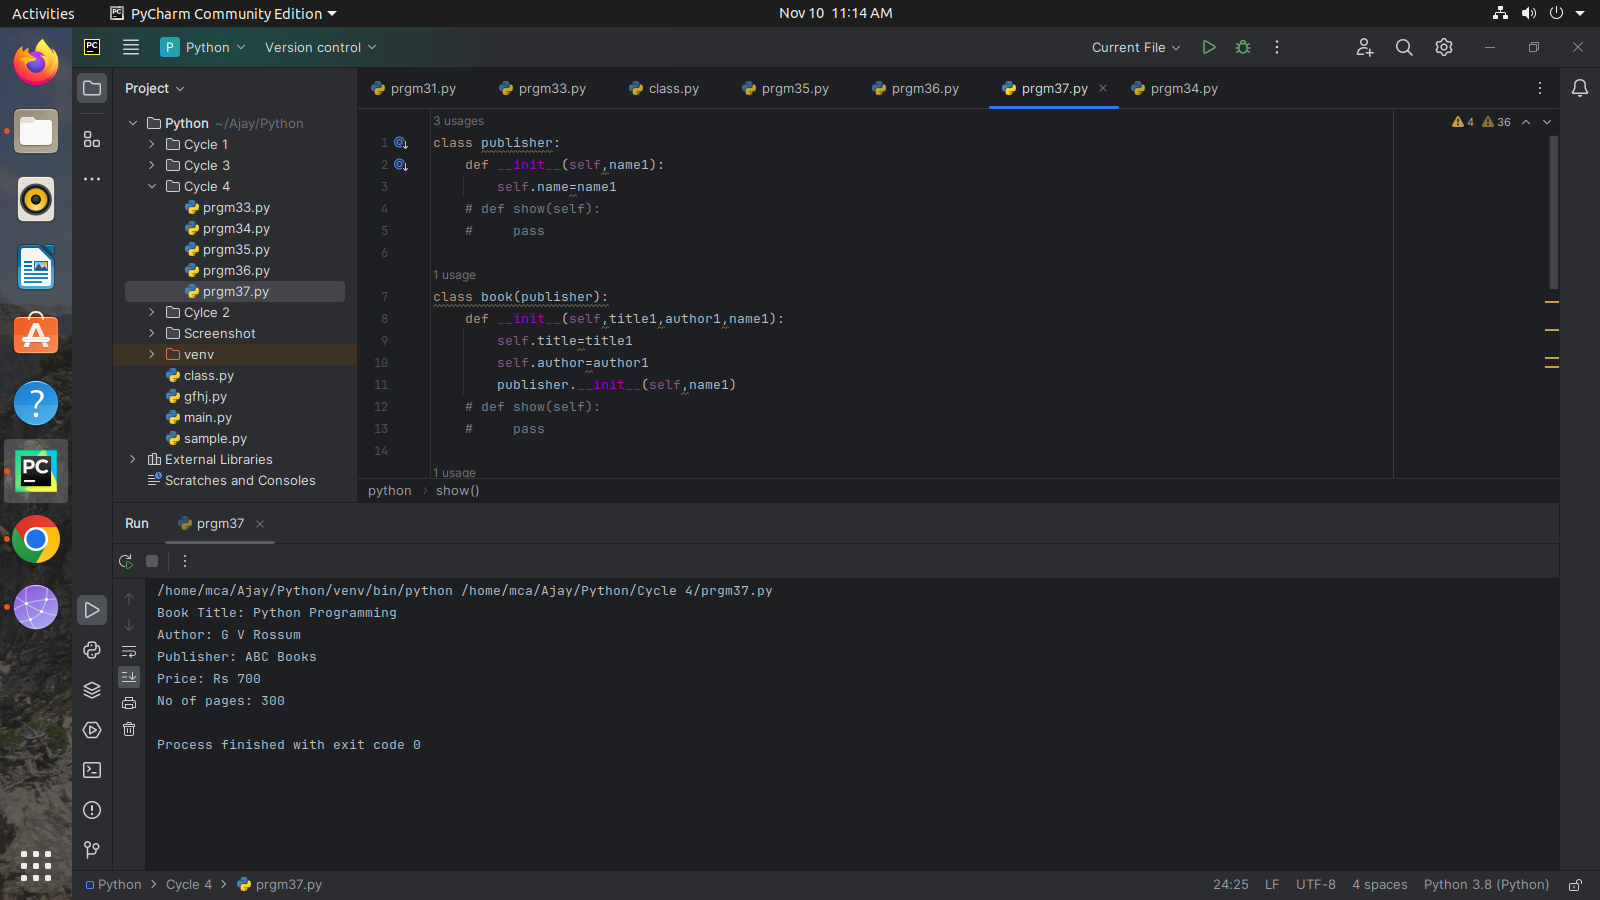 Activities PyCharm Community Edition Nov 10 11:14 AM
PC P Python Version control Current File
Project
prgm31.py prgm33.py class.py prgm35.py prgm36.py prgm37.py prgm34.py
Python ~/Ajay/Python
Cycle 1
Cycle 3
Cycle 4
prgm33.py
prgm34.py
prgm35.py
prgm36.py
prgm37.py
Cylce 2
Screenshot
venv
class.py
gfhj.py
main.py
sample.py
External Libraries
Scratches and Consoles
4 36
3 usages
1 class publisher:
2 def __init__(self,name1):
3 self.name=name1
4 # def show(self):
5 #     pass
6
1 usage
7 class book(publisher):
8 def __init__(self,title1,author1,name1):
9 self.title=title1
10 self.author=author1
11 publisher.__init__(self,name1)
12 # def show(self):
13 #     pass
14
1 usage
python › show()
PC
Run prgm37
/home/mca/Ajay/Python/venv/bin/python /home/mca/Ajay/Python/Cycle 4/prgm37.py
Book Title: Python Programming
Author: G V Rossum
Publisher: ABC Books
Price: Rs 700
No of pages: 300
Process finished with exit code 0
Python > Cycle 4 > prgm37.py 24:25 LF UTF-8 4 spaces Python 3.8 (Python)